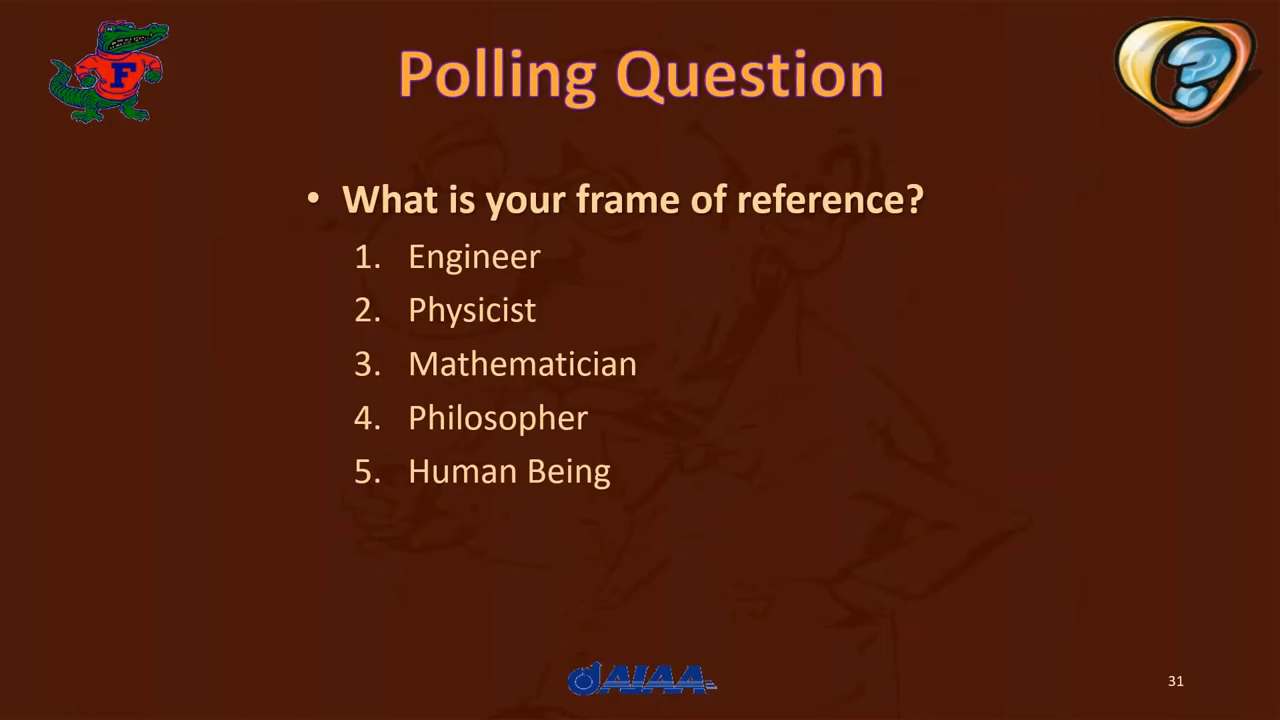 F
Polling Question
• What is your frame of reference?
1. Engineer
2. Physicist
3. Mathematician
4. Philosopher
5. Human Being
AIAA
31